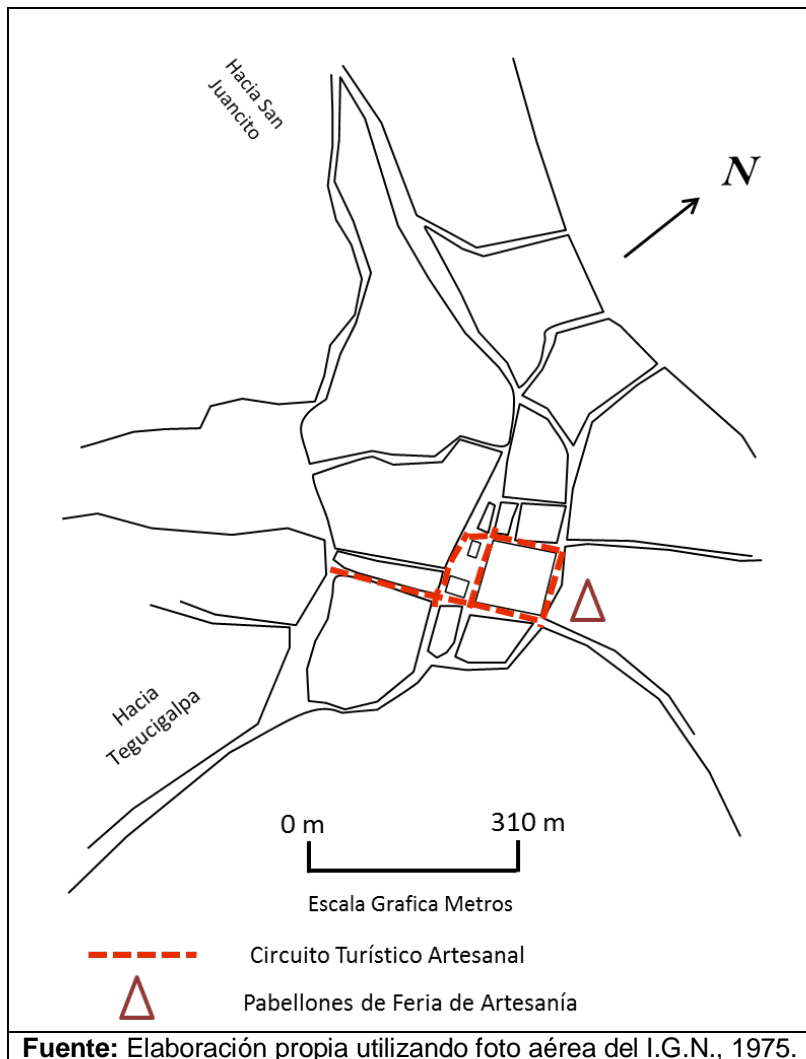 Hacia San
Juancito
N
Hacia
Tegucigalpa
0 m 310 m
Escala Grafica Metros
Circuito Turístico Artesanal
Pabellones de Feria de Artesanía
Fuente: Elaboración propia utilizando foto aérea del I.G.N., 1975.